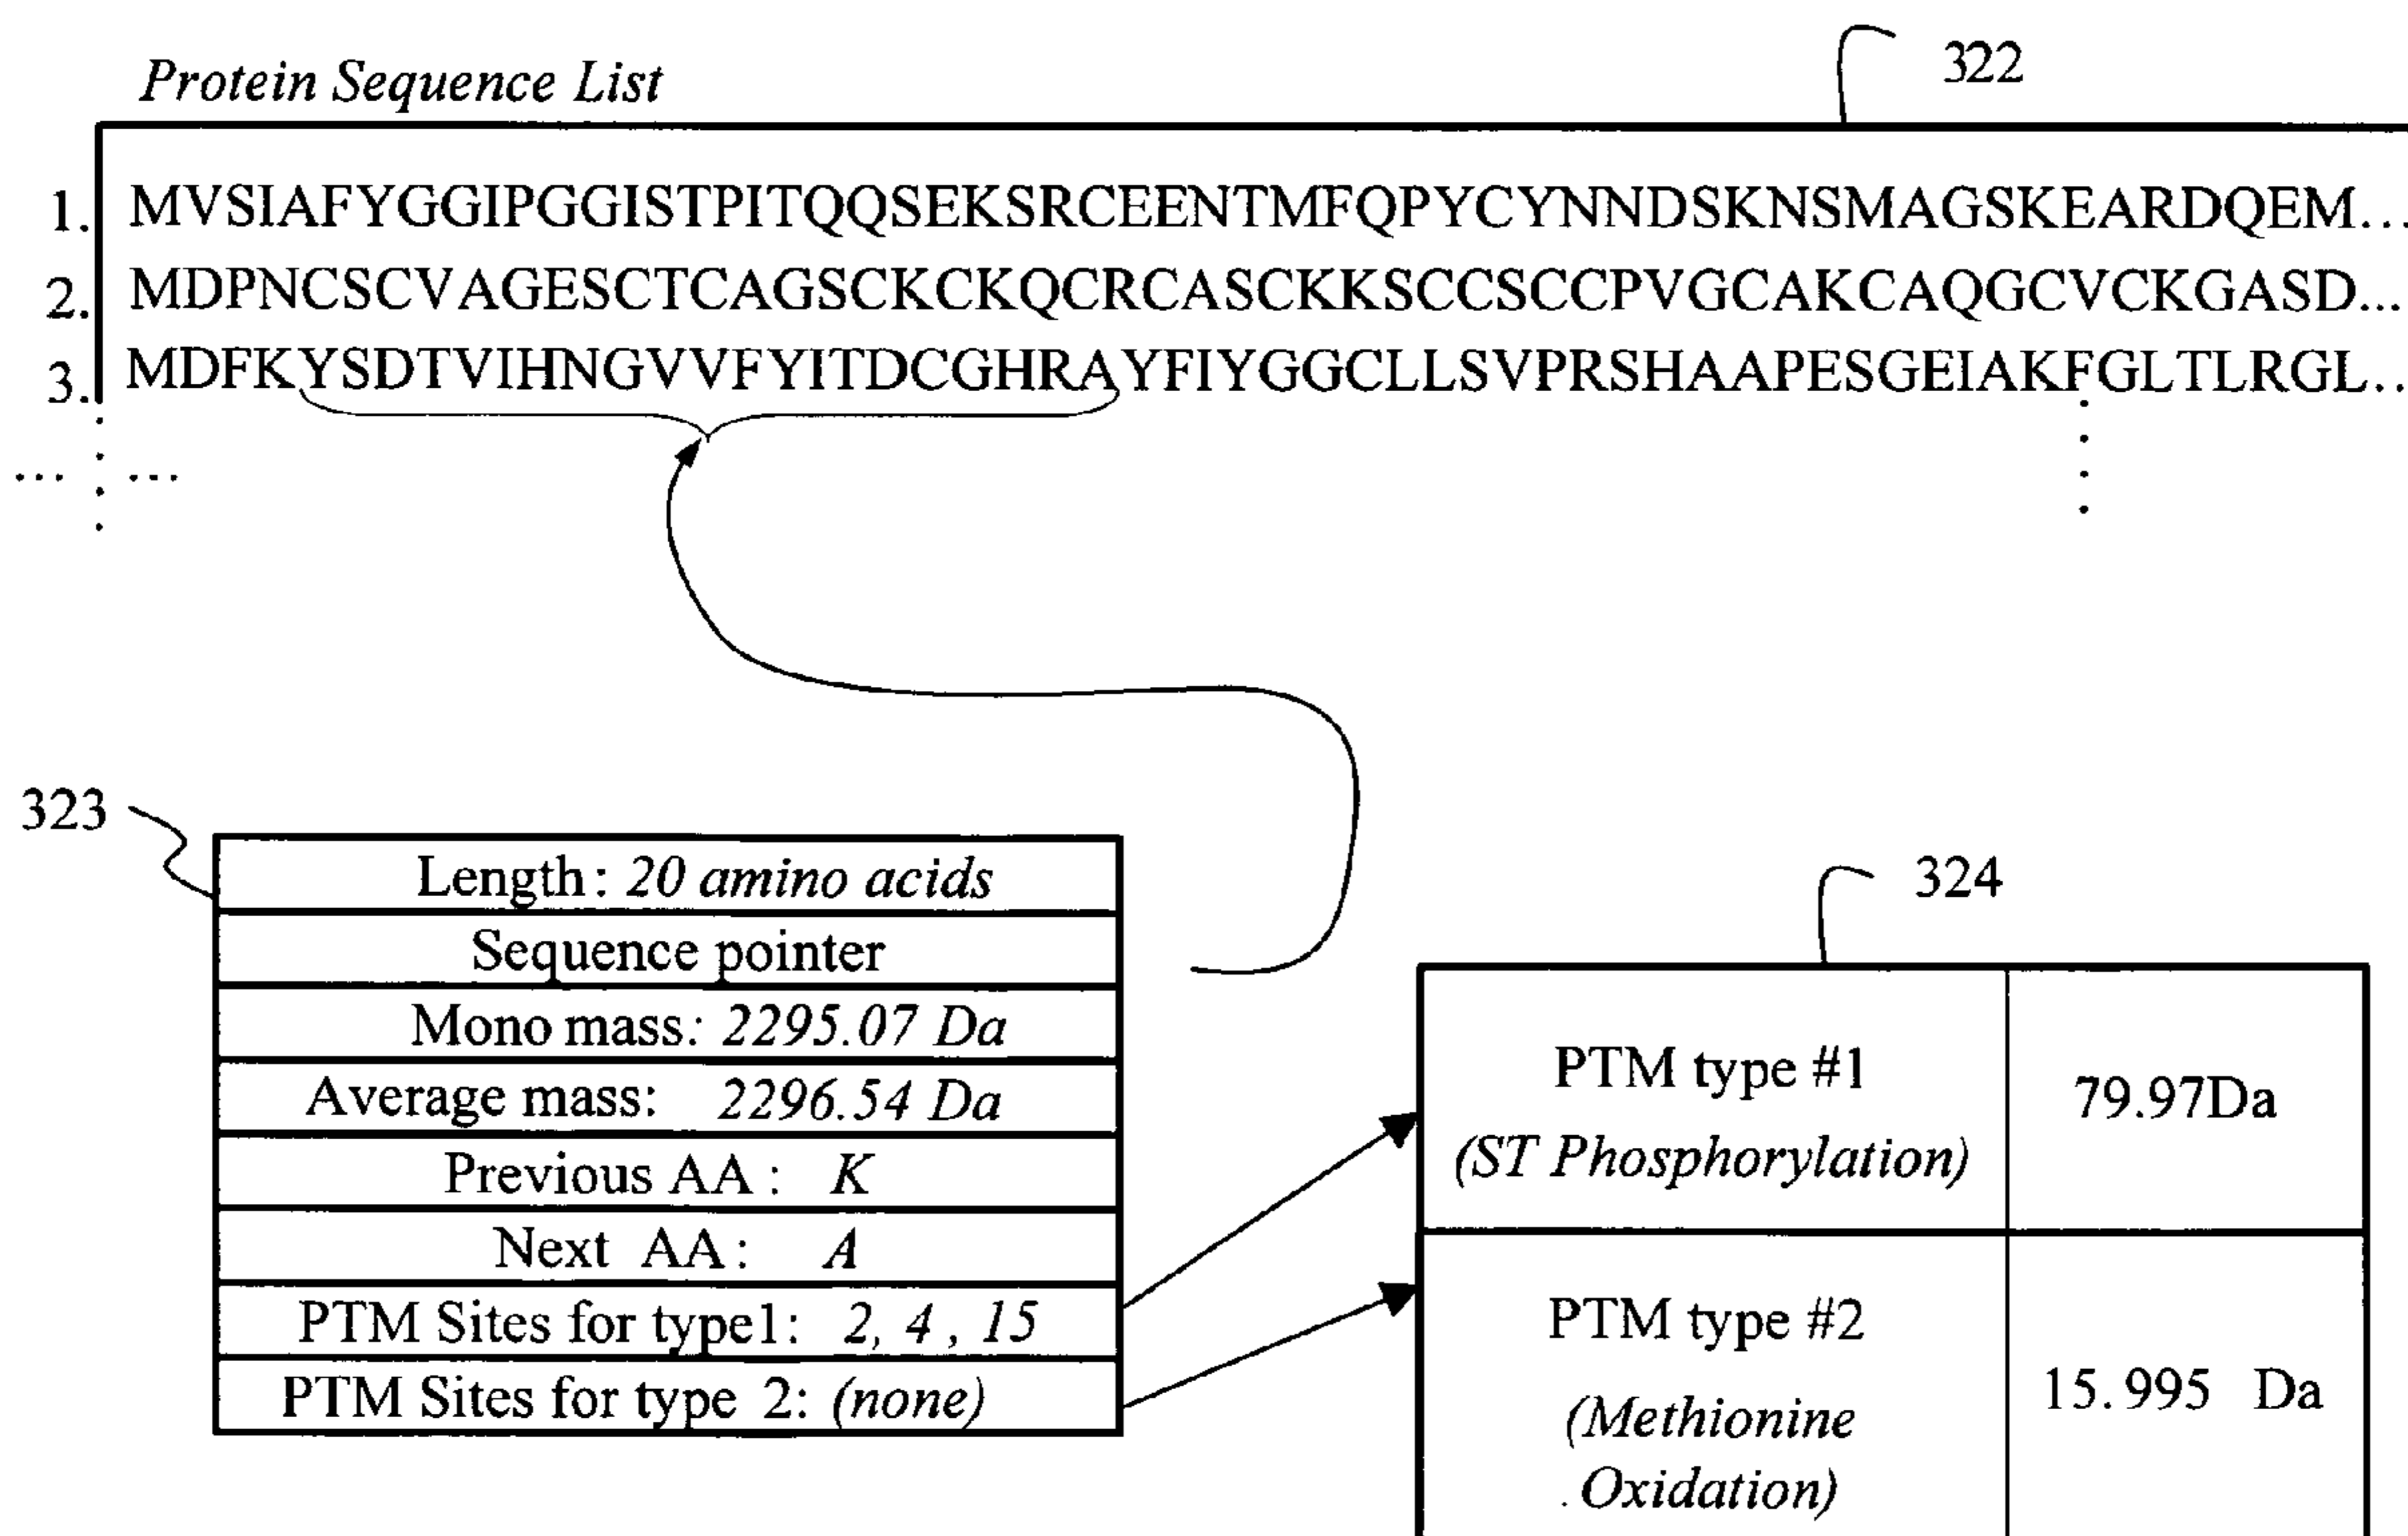 322
Protein Sequence List
1. MVSIAFYGGIPGGISTPITQQSEKSRCEENTMFQPYCYNNDSKNSMAGSKEARDQEM...
2. MDPNCSCVAGESCTCAGSCKCKQCRCASCKKSCCSCCPVGCAKCAQGCVCKGASD...
3. MDFKYSDTVIHNGVVFYITDCGHRAYFIYGGCLLSVPRSHAAPESGEIAKFGLTLRGL...
... ...
323
Length: 20 amino acids
Sequence pointer
Mono mass: 2295.07 Da
Average mass: 2296.54 Da
Previous AA : K
Next AA : A
PTM Sites for type1: 2, 4 , 15
PTM Sites for type 2: (none)
324
PTM type #1
(ST Phosphorylation)
79.97Da
PTM type #2
(Methionine
Oxidation)
15.995 Da